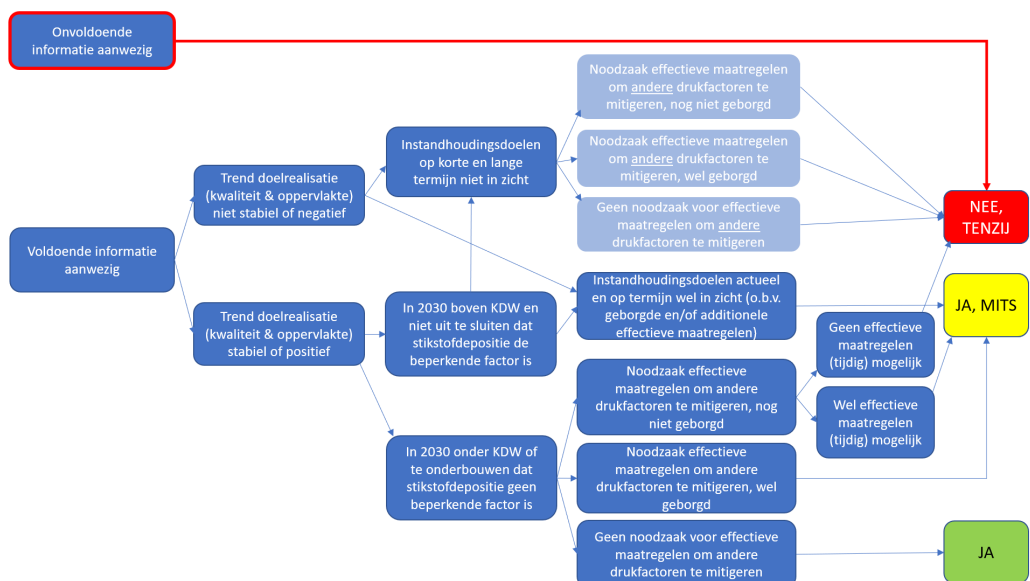 Onvoldoende
informatie aanwezig
Voldoende informatie
aanwezig
Trend doelrealisatie
(kwaliteit & oppervlakte)
niet stabiel of negatief
Trend doelrealisatie
(kwaliteit & oppervlakte)
stabiel of positief
Instandhoudingsdoelen
op korte en lange
termijn niet in zicht
In 2030 boven KDW en
niet uit te sluiten dat
stikstofdepositie de
beperkende factor is
In 2030 onder KDW of
te onderbouwen dat
stikstofdepositie geen
beperkende factor is
Noodzaak effectieve maatregelen
om andere drukfactoren te
mitigeren, nog niet geborgd
Noodzaak effectieve maatregelen
om andere drukfactoren te
mitigeren, wel geborgd
Geen noodzaak voor effectieve
maatregelen om andere
drukfactoren te mitigeren
Instandhoudingsdoelen actueel
en op termijn wel in zicht (o.b.v.
geborgde en/of additionele
effectieve maatregelen)
Noodzaak effectieve
maatregelen om andere
drukfactoren te mitigeren, nog
niet geborgd
Noodzaak effectieve
maatregelen om andere
drukfactoren te mitigeren, wel
geborgd
Geen noodzaak voor effectieve
maatregelen om andere
drukfactoren te mitigeren
Geen effectieve
maatregelen
(tijdig) mogelijk
Wel effectieve
maatregelen
(tijdig) mogelijk
NEE,
TENZIJ
JA, MITS
JA